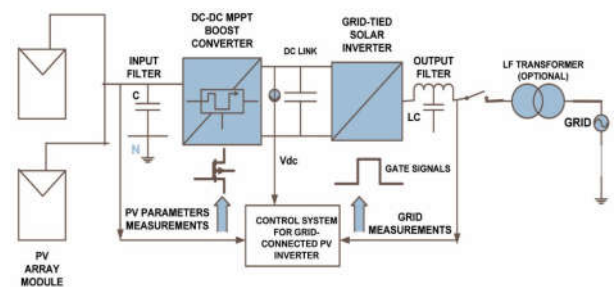 DC-DC MPPT
BOOST
CONVERTER
GRID-TIED
SOLAR
INVERTER
INPUT
FILTER
DC LINK
OUTPUT
FILTER
LF TRANSFORMER
(OPTIONAL)
C
LC
GRID
N
Vdc
GATE SIGNALS
PV PARAMETERS
MEASUREMENTS
CONTROL SYSTEM
FOR GRID-
CONNECTED PV
INVERTER
GRID
MEASUREMENTS
PV
ARRAY
MODULE